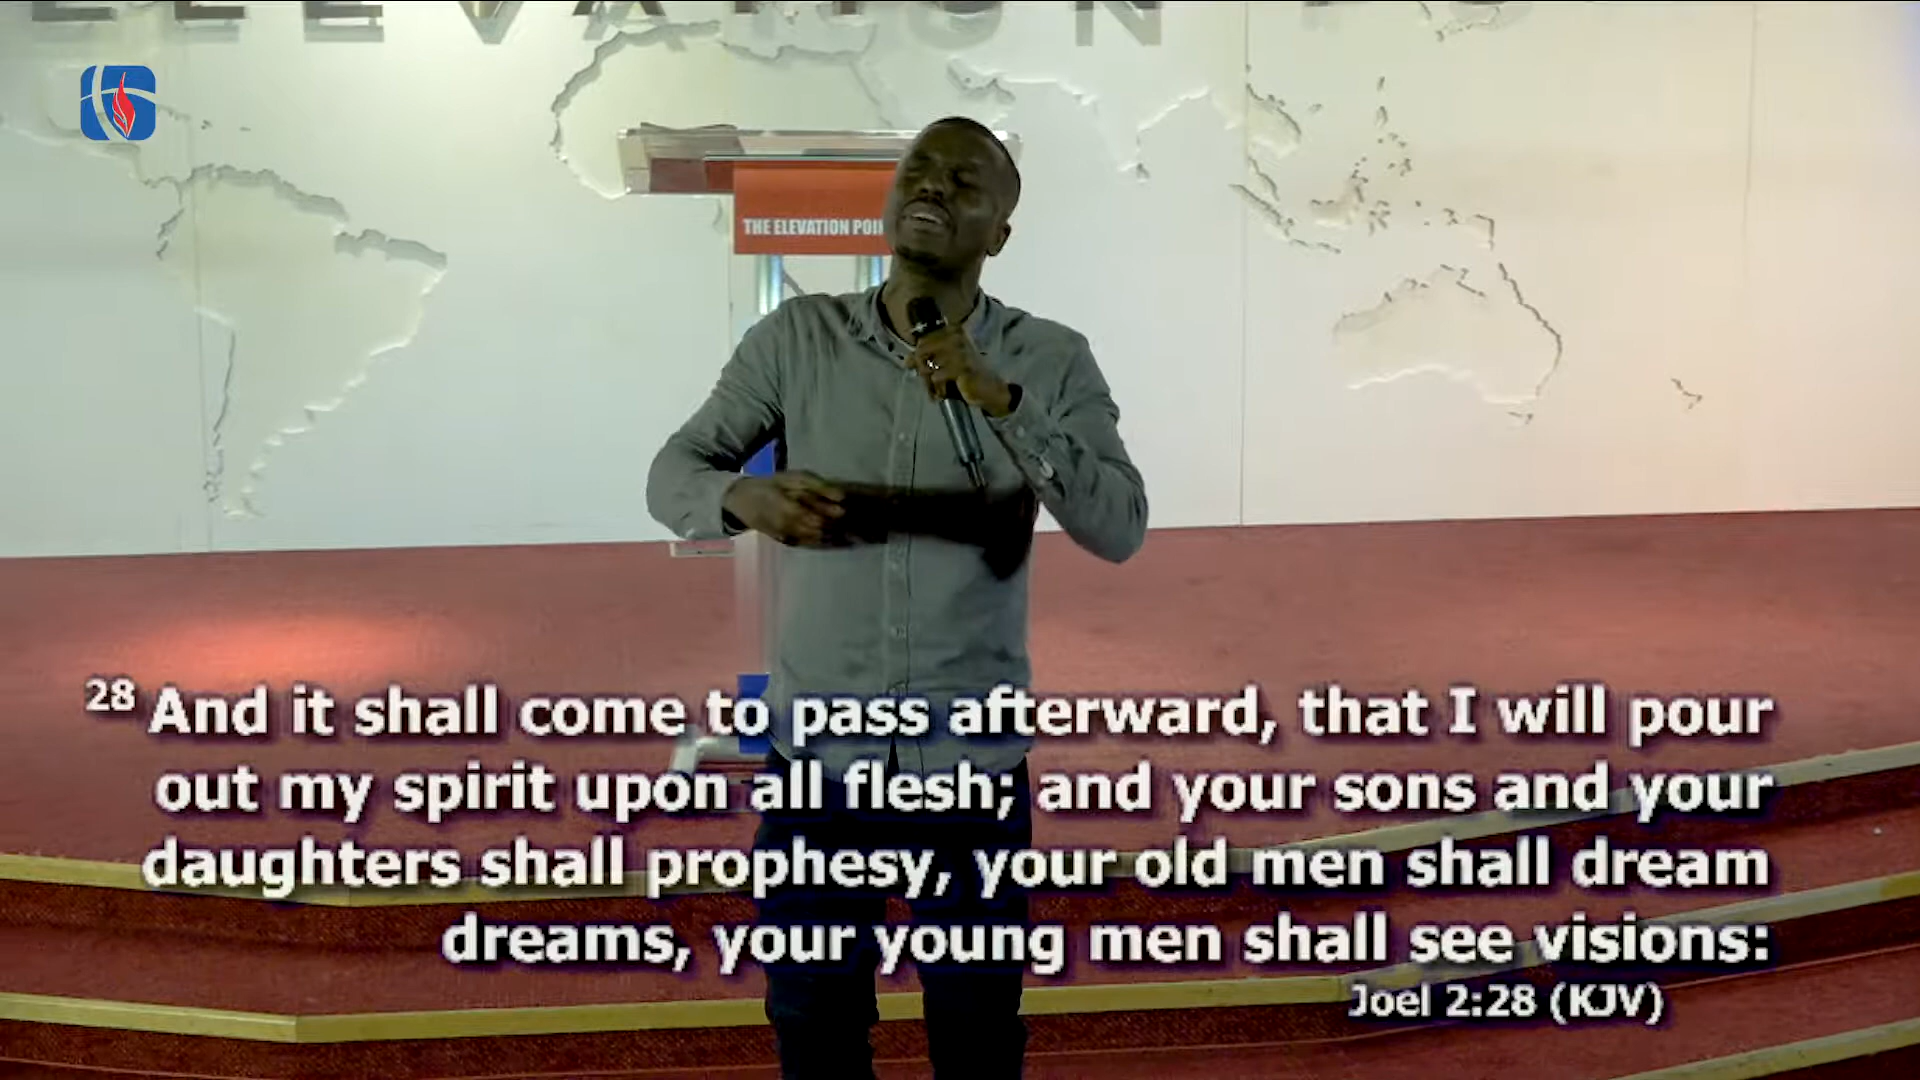 ELEVATION PO
THE ELEVATION POI
28 And it shall come to pass afterward, that I will pour
out my spirit upon all flesh; and your sons and your
daughters shall prophesy, your old men shall dream
dreams, your young men shall see visions:
Joel 2:28 (KJV)